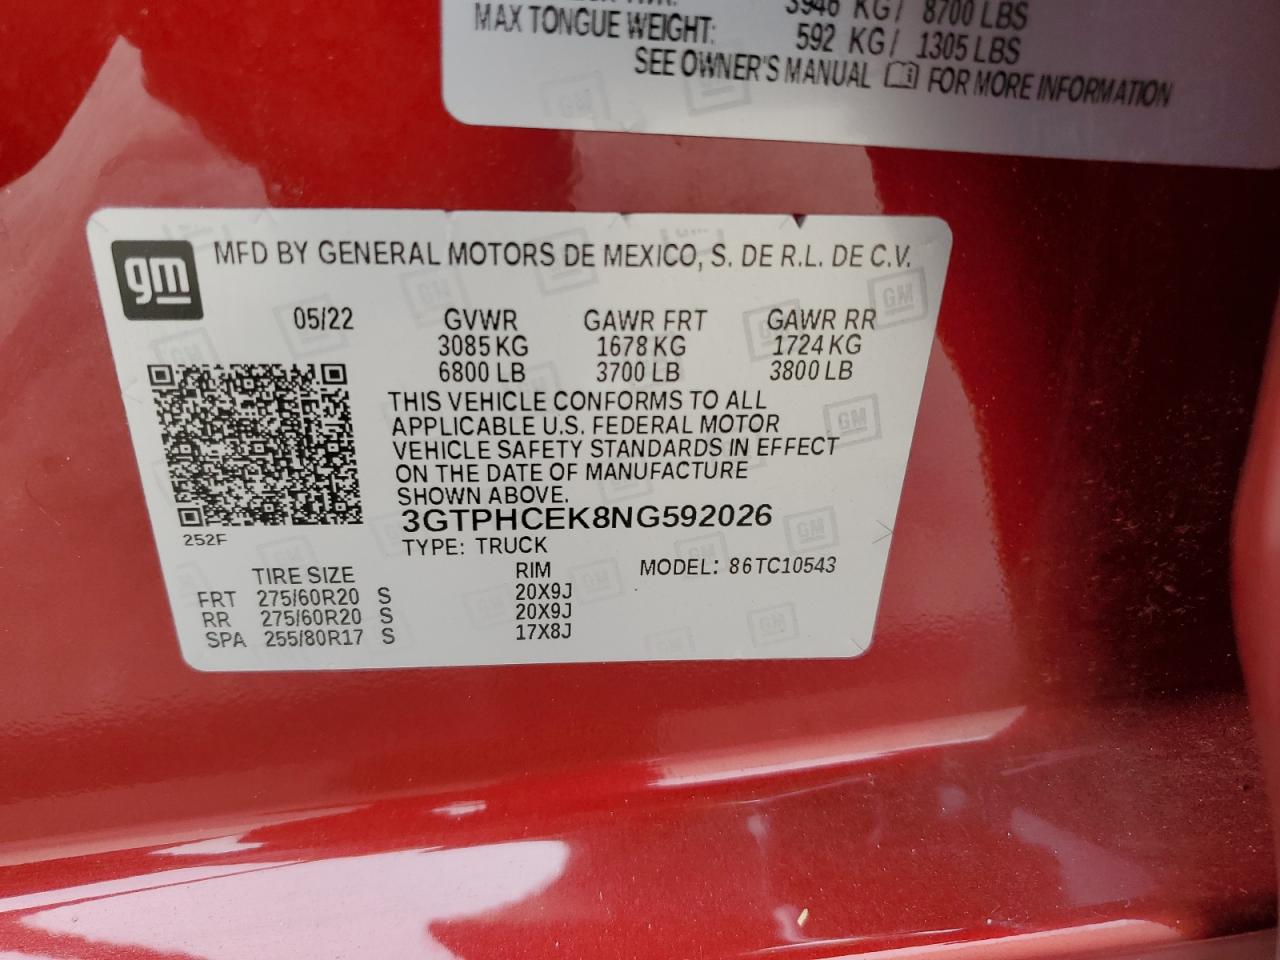 3946 KG/ 8700 LBS
MAX TONGUE WEIGHT: 592 KG/ 1305 LBS
SEE OWNER'S MANUAL FOR MORE INFORMATION
gm MFD BY GENERAL MOTORS DE MEXICO, S. DE R.L. DE C.V.
05/22 GVWR GAWR FRT GAWR RR
3085 KG 1678 KG 1724 KG
6800 LB 3700 LB 3800 LB
THIS VEHICLE CONFORMS TO ALL
APPLICABLE U.S. FEDERAL MOTOR
VEHICLE SAFETY STANDARDS IN EFFECT
ON THE DATE OF MANUFACTURE
SHOWN ABOVE.
3GTPHCEK8NG592026
252F
TYPE: TRUCK
TIRE SIZE RIM MODEL: 86TC10543
FRT 275/60R20 S 20X9J
RR 275/60R20 S 20X9J
SPA 255/80R17 S 17X8J